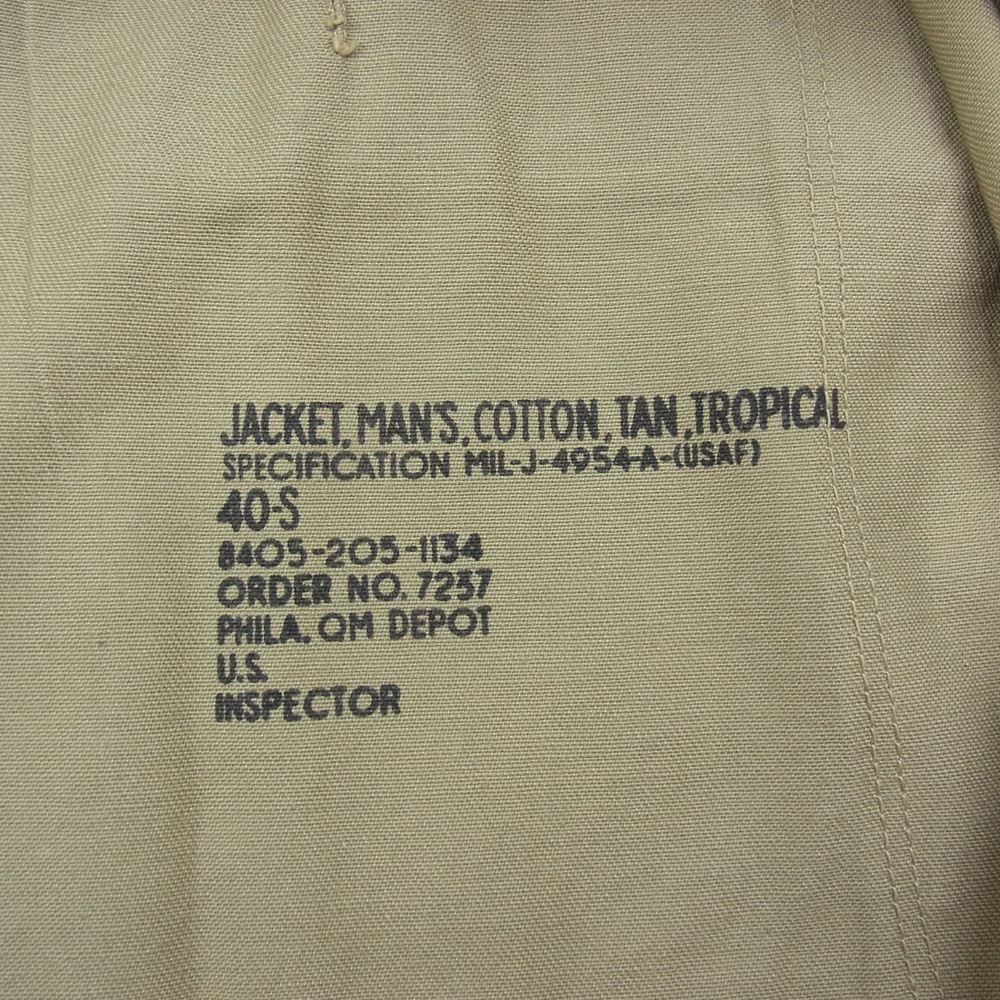 JACKET, MAN'S, COTTON, TAN, TROPICAL
SPECIFICATION MIL-J-4954-A-(USAF)
40-S
8405-205-1134
ORDER NO. 7237
PHILA. QM DEPOT
U.S.
INSPECTOR